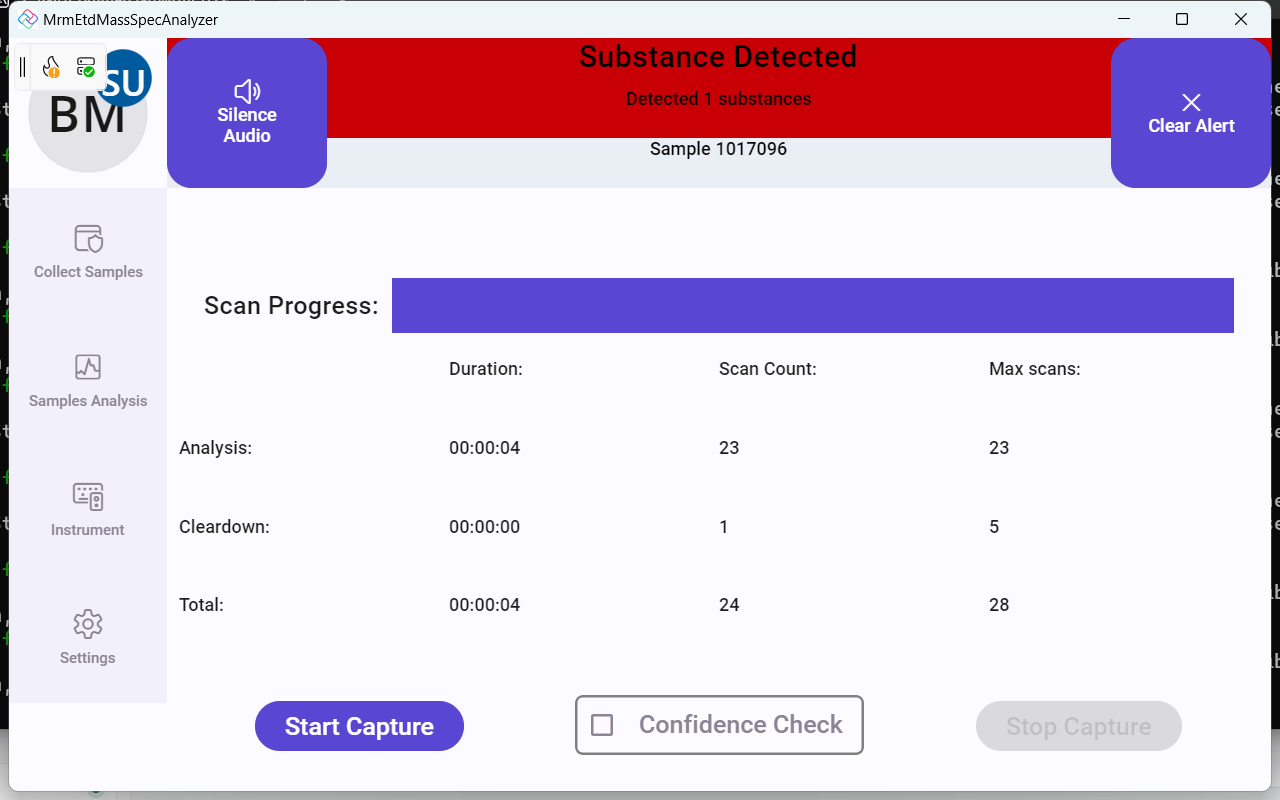 MrmEtdMassSpecAnalyzer
SU
BM
Silence
Audio
Substance Detected
Detected 1 substances
Sample 1017096
Clear Alert
Collect Samples
Samples Analysis
Instrument
Settings
Scan Progress:
Duration: Scan Count: Max scans:
Analysis: 00:00:04 23 23
Cleardown: 00:00:00 1 5
Total: 00:00:04 24 28
Start Capture
Confidence Check
Stop Capture